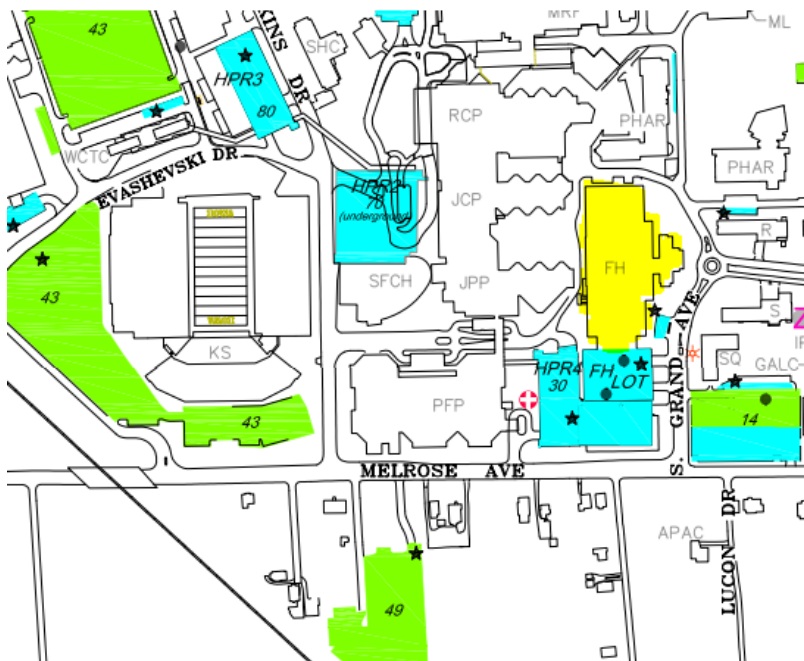 43
KINS DR
HPR3
80
SHC
MRF
ML
RCP
PHAR
WCTC
EVASHEVSKI DR
PHAR
HPR2
70
(underground)
JCP
R
43
SFCH
JPP
FH
S. GRAND AVE
S
Z
KS
SQ
GALC-
HPR4
30
FH
LOT
43
PFP
14
MELROSE AVE
APAC
LUCON DR
49